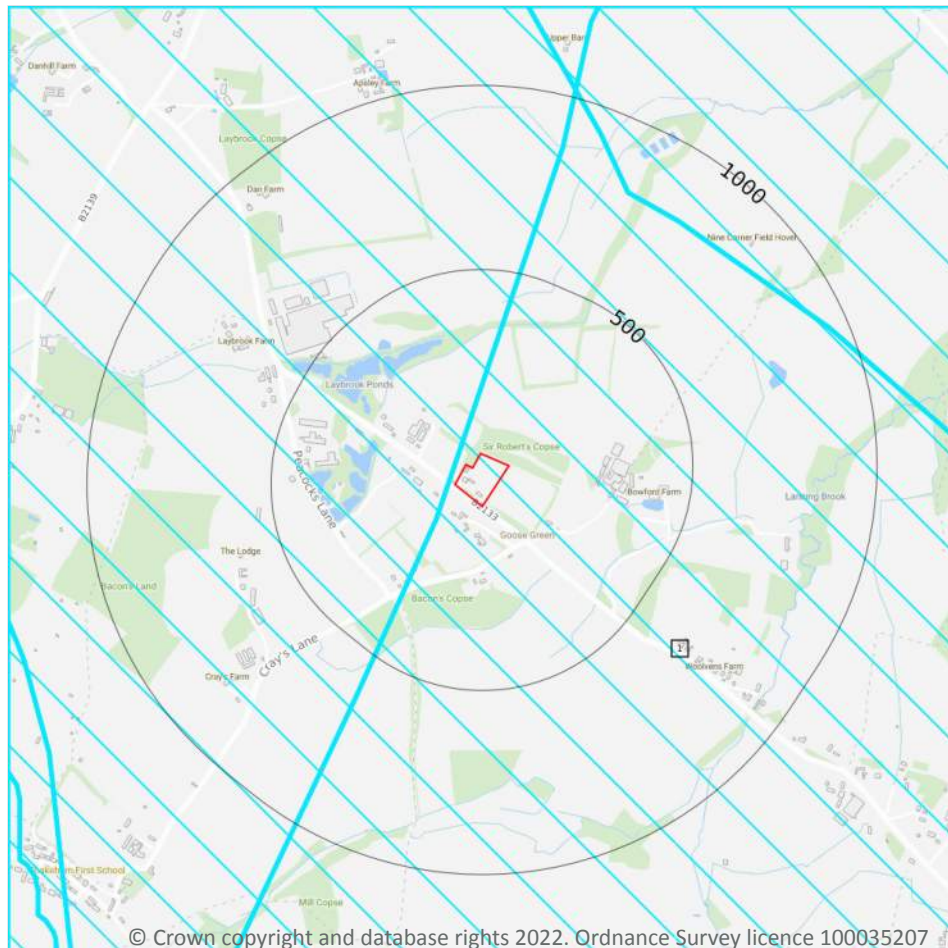 Upper Barn
Danhill Farm
Apsley Farm
Laybrook Copse
1000
Dan Farm
B2139
Nine Corner Field Hover
500
Laybrook Farm
Laybrook Ponds
Sir Robert's Copse
Peacocks Lane
Bowford Farm
Lansing Brook
B2133
Goose Green
The Lodge
Bacon's Land
Bacon's Copse
Cray's Lane
1
Woolvens Farm
Cray's Farm
First School
Mill Copse
© Crown copyright and database rights 2022. Ordnance Survey licence 100035207